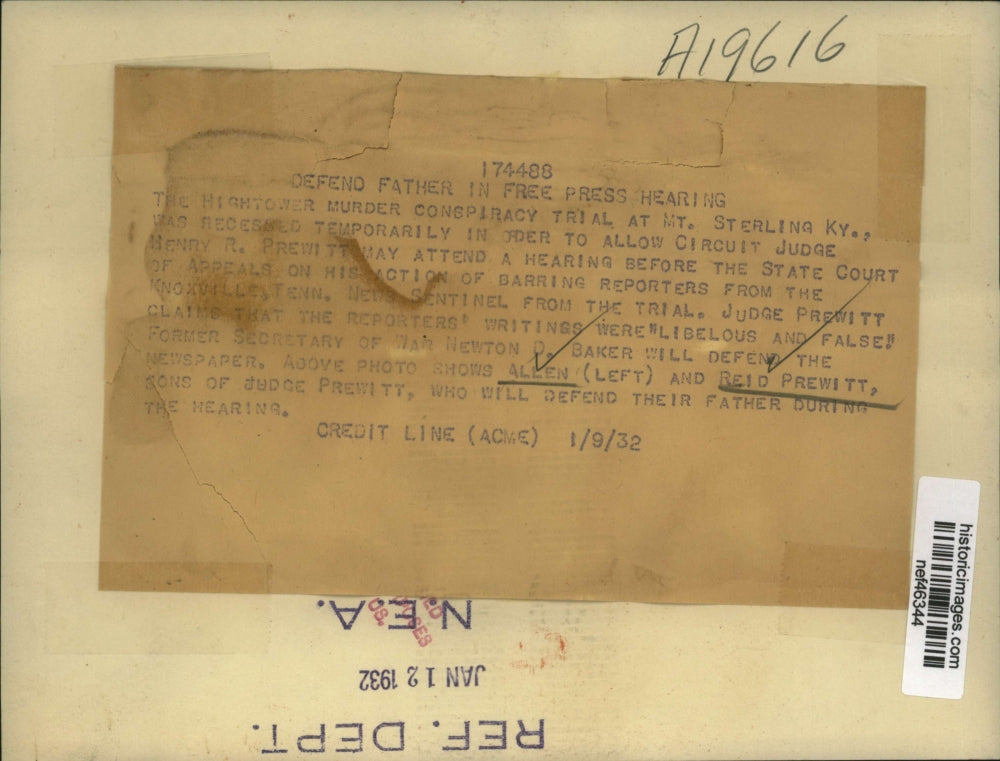 A19616
174488
DEFEND FATHER IN FREE PRESS HEARING
THE HIGHTOWER MURDER CONSPIRACY TRIAL AT MT. STERLING KY.,
WAS RECESSED TEMPORARILY IN ODER TO ALLOW CIRCUIT JUDGE
HENRY R. PREWITT MAY ATTEND A HEARING BEFORE THE STATE COURT
OF APPEALS ON HIS ACTION OF BARRING REPORTERS FROM THE
KNOXVILLE, TENN. NEWS SENTINEL FROM THE TRIAL. JUDGE PREWITT
CLAIMS THAT THE REPORTERS' WRITINGS WERE "LIBELOUS AND FALSE."
FORMER SECRETARY OF WAR NEWTON D. BAKER WILL DEFEND THE
NEWSPAPER. ABOVE PHOTO SHOWS ALLEN (LEFT) AND REID PREWITT,
SONS OF JUDGE PREWITT, WHO WILL DEFEND THEIR FATHER DURING
THE HEARING.
CREDIT LINE (ACME) 1/9/32
historicimages.com
nef46344
N.E.A.
JAN 12 1932
REF. DEPT.